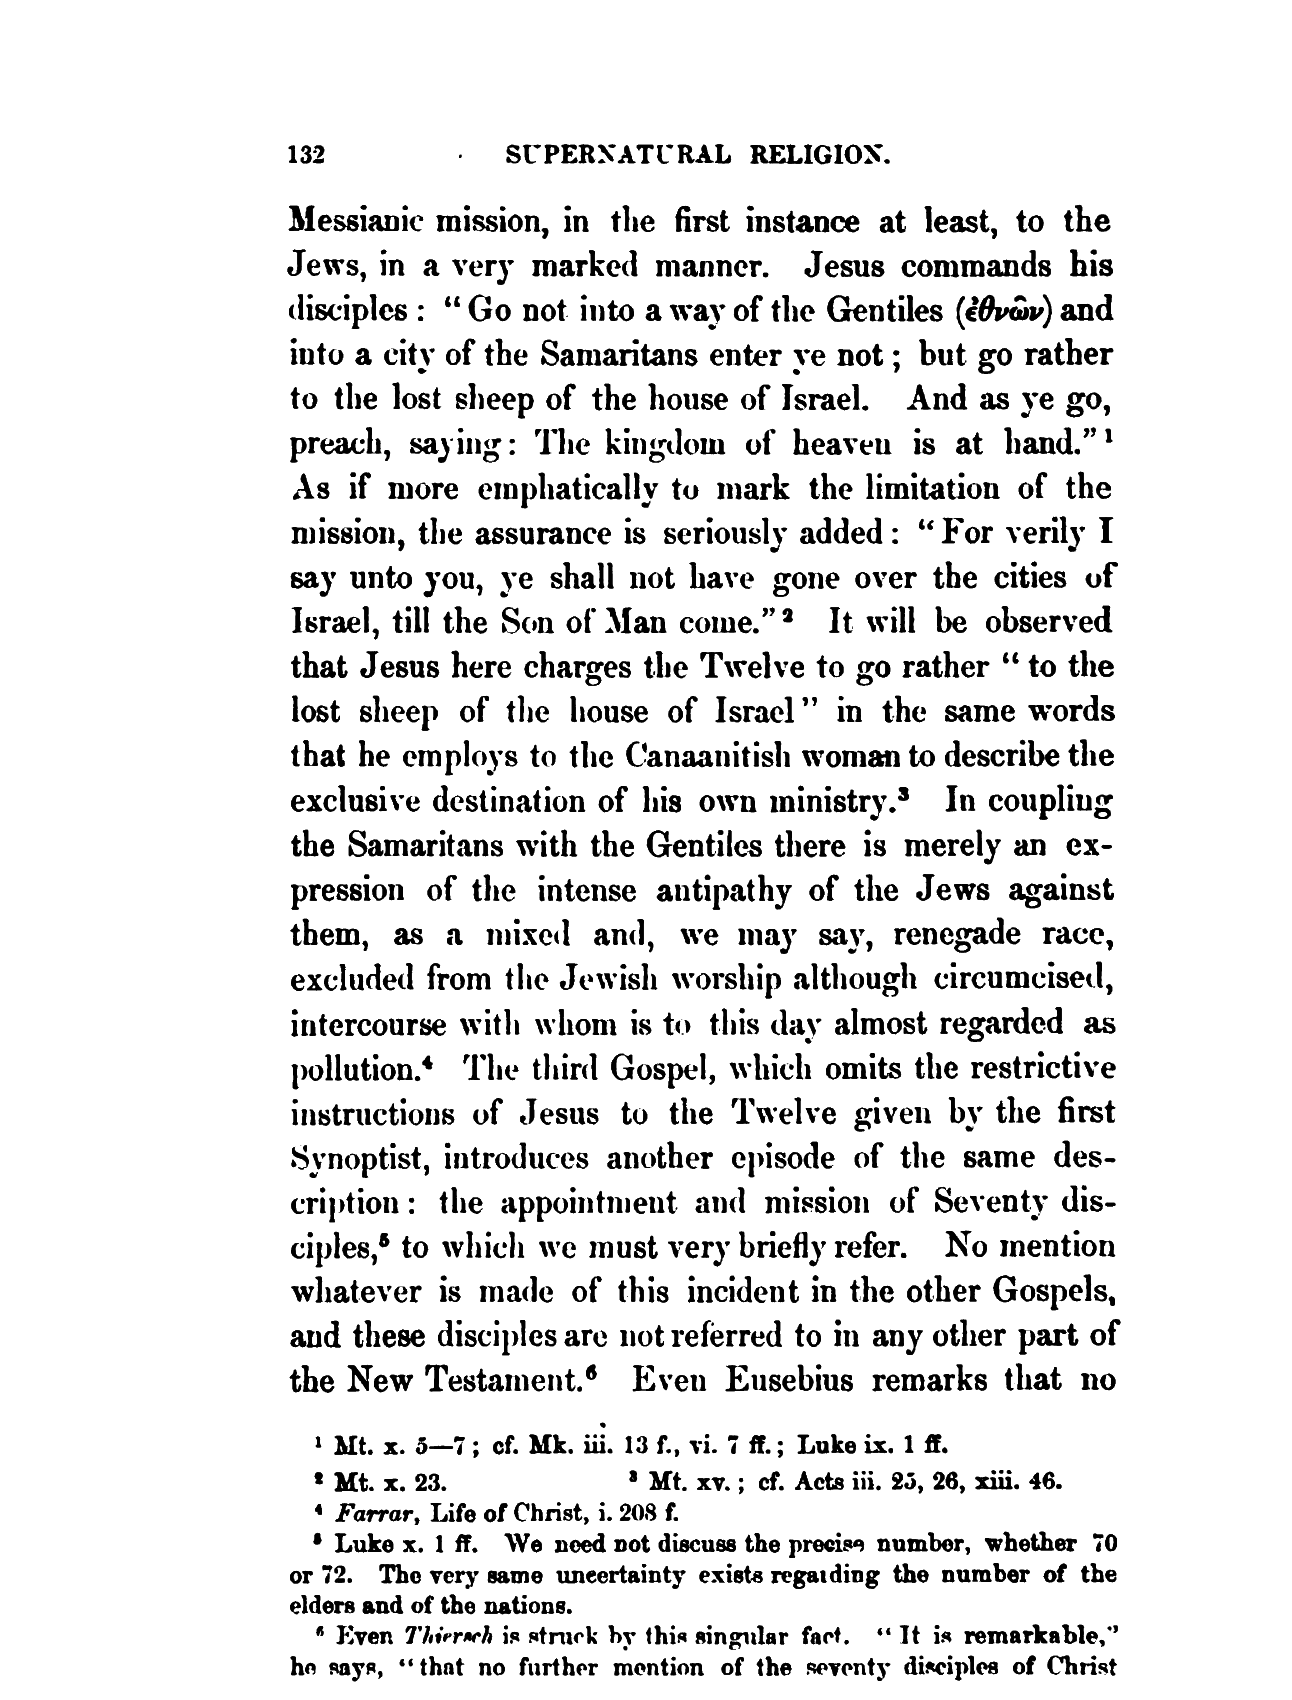 132 SUPERNATURAL RELIGION.
Messianic mission, in the first instance at least, to the
Jews, in a very marked manner. Jesus commands his
disciples : “ Go not into a way of the Gentiles (ἐθνῶν) and
into a city of the Samaritans enter ye not ; but go rather
to the lost sheep of the house of Israel. And as ye go,
preach, saying : The kingdom of heaven is at hand.” ¹
As if more emphatically to mark the limitation of the
mission, the assurance is seriously added : “ For verily I
say unto you, ye shall not have gone over the cities of
Israel, till the Son of Man come.” ² It will be observed
that Jesus here charges the Twelve to go rather “ to the
lost sheep of the house of Israel ” in the same words
that he employs to the Canaanitish woman to describe the
exclusive destination of his own ministry.³ In coupling
the Samaritans with the Gentiles there is merely an ex-
pression of the intense antipathy of the Jews against
them, as a mixed and, we may say, renegade race,
excluded from the Jewish worship although circumcised,
intercourse with whom is to this day almost regarded as
pollution.⁴ The third Gospel, which omits the restrictive
instructions of Jesus to the Twelve given by the first
Synoptist, introduces another episode of the same des-
cription : the appointment and mission of Seventy dis-
ciples,⁵ to which we must very briefly refer. No mention
whatever is made of this incident in the other Gospels,
and these disciples are not referred to in any other part of
the New Testament.⁶ Even Eusebius remarks that no
¹ Mt. x. 5—7 ; cf. Mk. iii. 13 f., vi. 7 ff. ; Luke ix. 1 ff.
² Mt. x. 23. ³ Mt. xv. ; cf. Acts iii. 25, 26, xiii. 46.
⁴ Farrar, Life of Christ, i. 208 f.
⁵ Luke x. 1 ff. We need not discuss the precise number, whether 70
or 72. The very same uncertainty exists regarding the number of the
elders and of the nations.
⁶ Even Thiersch is struck by this singular fact. “ It is remarkable,”
he says, “ that no further mention of the seventy disciples of Christ